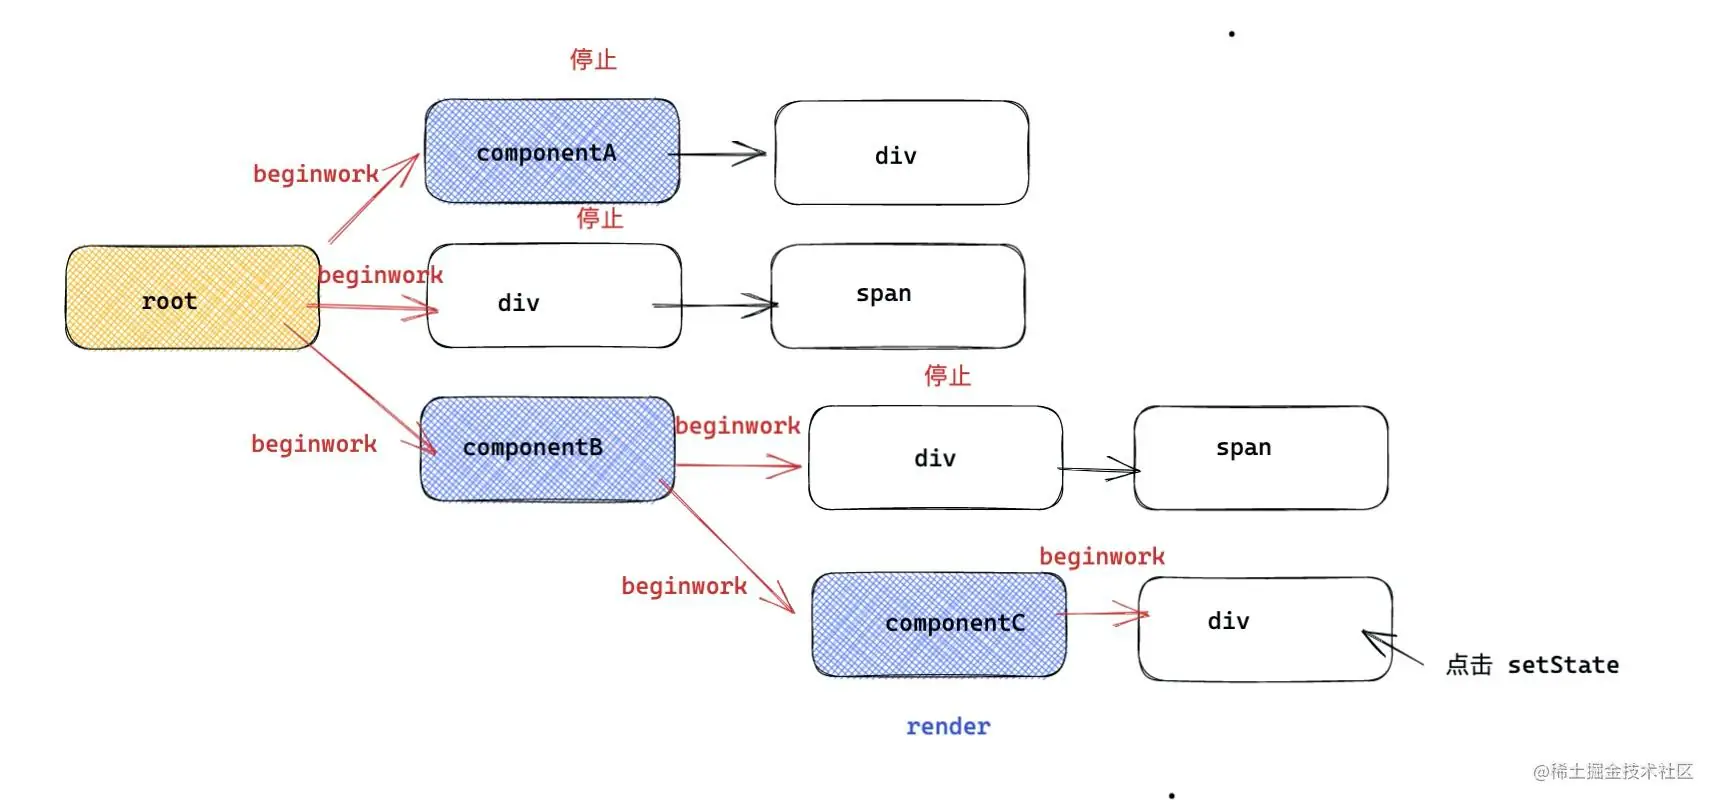 停止
componentA
div
beginwork
停止
beginwork
root
div
span
停止
beginwork
beginwork
componentB
div
span
beginwork
beginwork
componentC
div
点击 setState
render
@稀土掘金技术社区